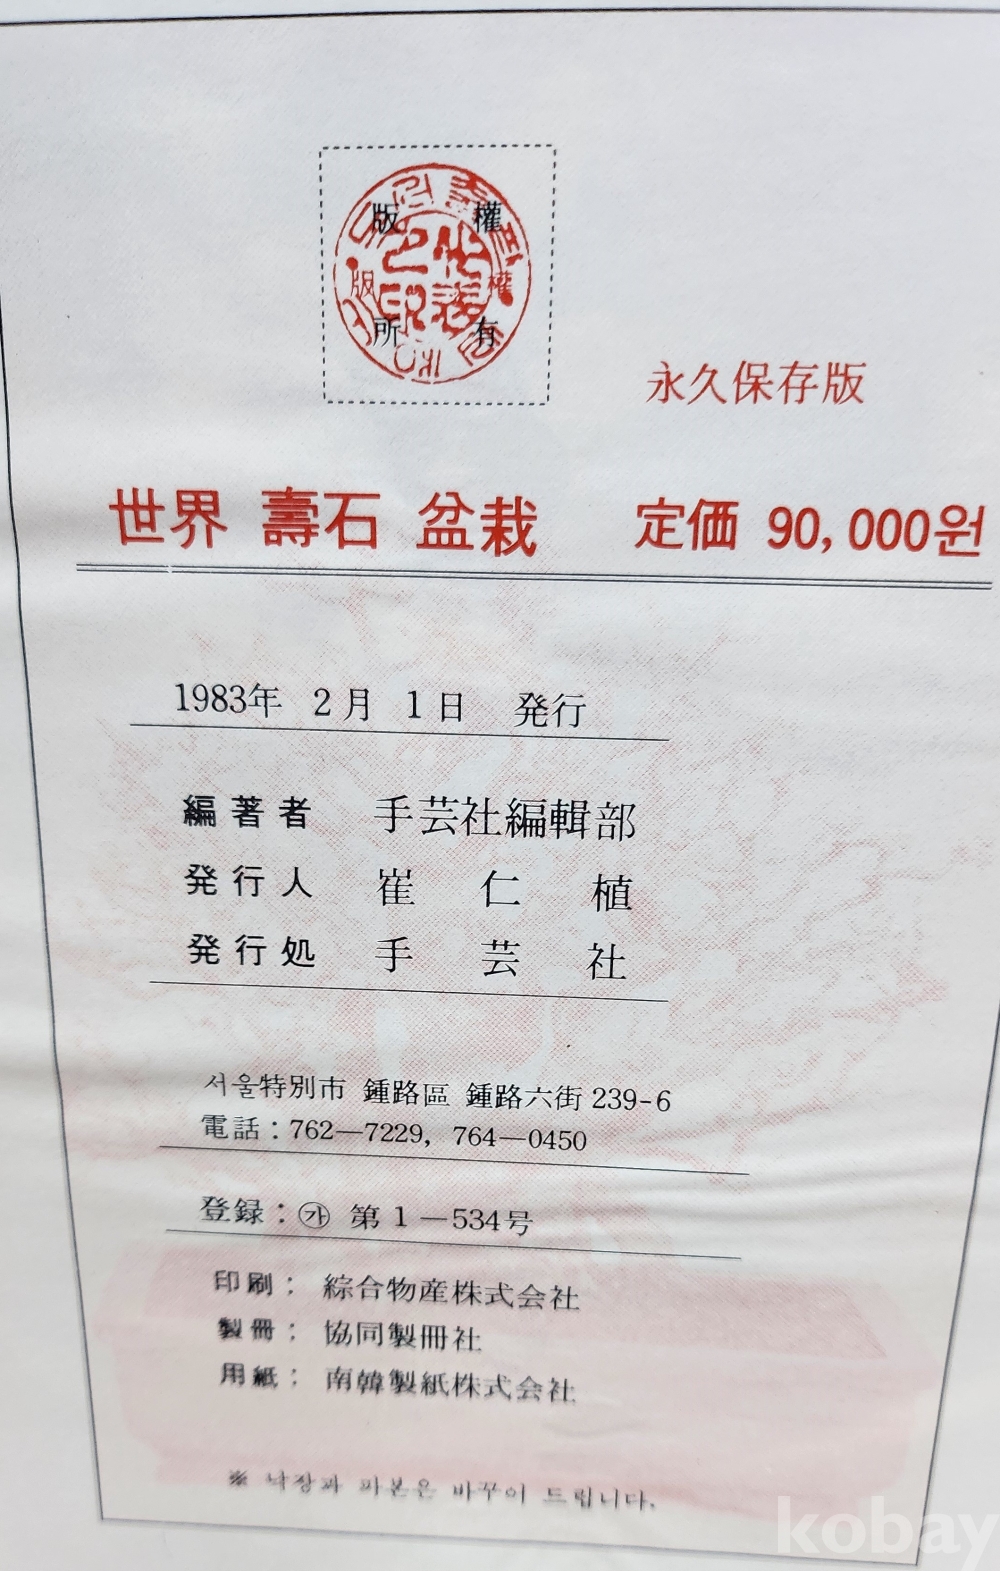 版權
所有
版 權
永久保存版
世界 壽石 盆栽 定価 90,000원
1983年 2月 1日 発行
編著者 手芸社編輯部
発行人 崔仁植
発行処 手芸社
서울特別市 鍾路區 鍾路六街 239-6
電話：762—7229, 764—0450
登録：㉮ 第1—534号
印刷： 綜合物産株式会社
製冊： 協同製冊社
用紙： 南韓製紙株式会社
※ 낙장과 파본은 바꾸어 드립니다.
kobay